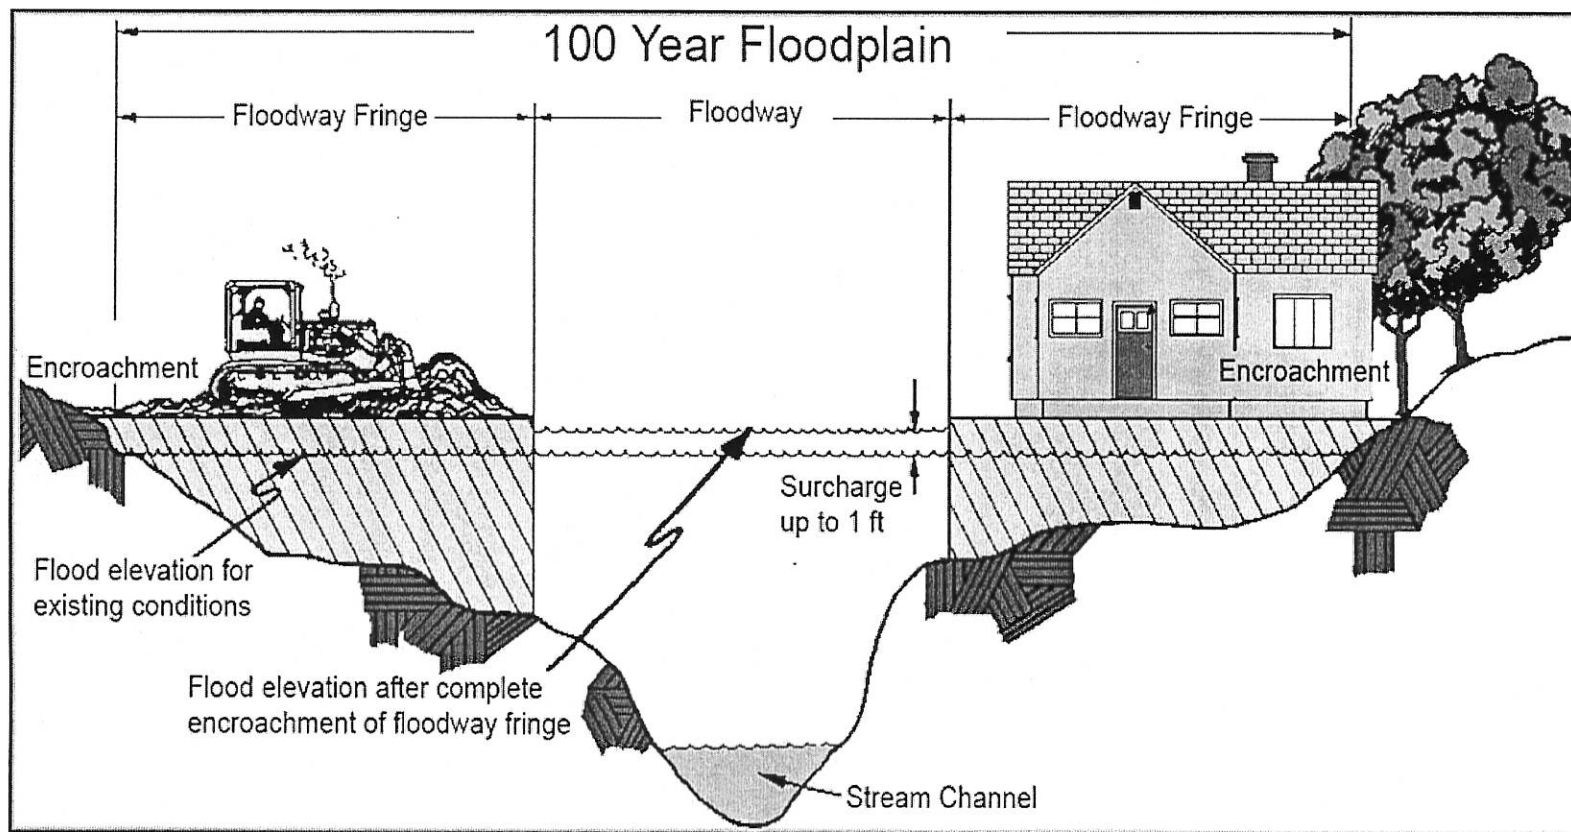 100 Year Floodplain
Floodway Fringe
Floodway
Floodway Fringe
Encroachment
Encroachment
Surcharge
up to 1 ft
Flood elevation for
existing conditions
Flood elevation after complete
encroachment of floodway fringe
Stream Channel